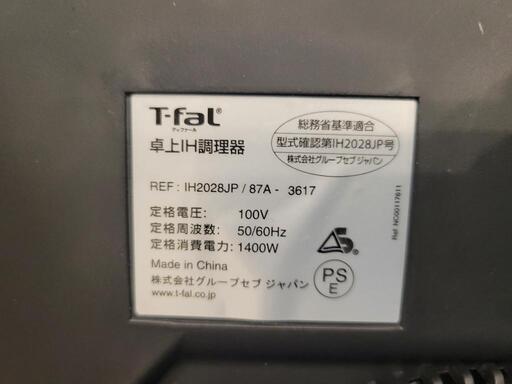 T-fal®
ティファール
卓上IH調理器
総務省基準適合
型式確認第IH2028JP号
株式会社グループセブ ジャパン
REF : IH2028JP / 87A - 3617
定格電圧: 100V
定格周波数: 50/60Hz
定格消費電力: 1400W
Made in China
株式会社グループセブ ジャパン
www.t-fal.co.jp
S
PS
E
Ref. NC00117611